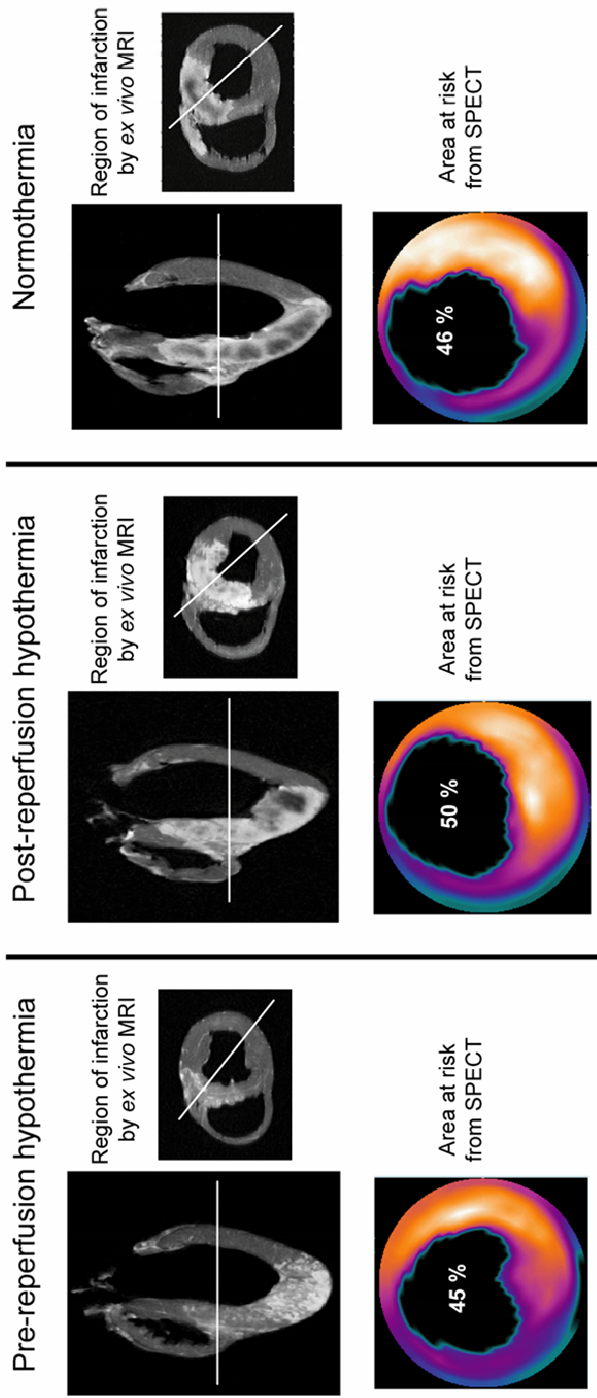 Pre-reperfusion hypothermia
Region of infarction
by ex vivo MRI
45 %
Area at risk
from SPECT
Post-reperfusion hypothermia
Region of infarction
by ex vivo MRI
50 %
Area at risk
from SPECT
Normothermia
Region of infarction
by ex vivo MRI
46 %
Area at risk
from SPECT